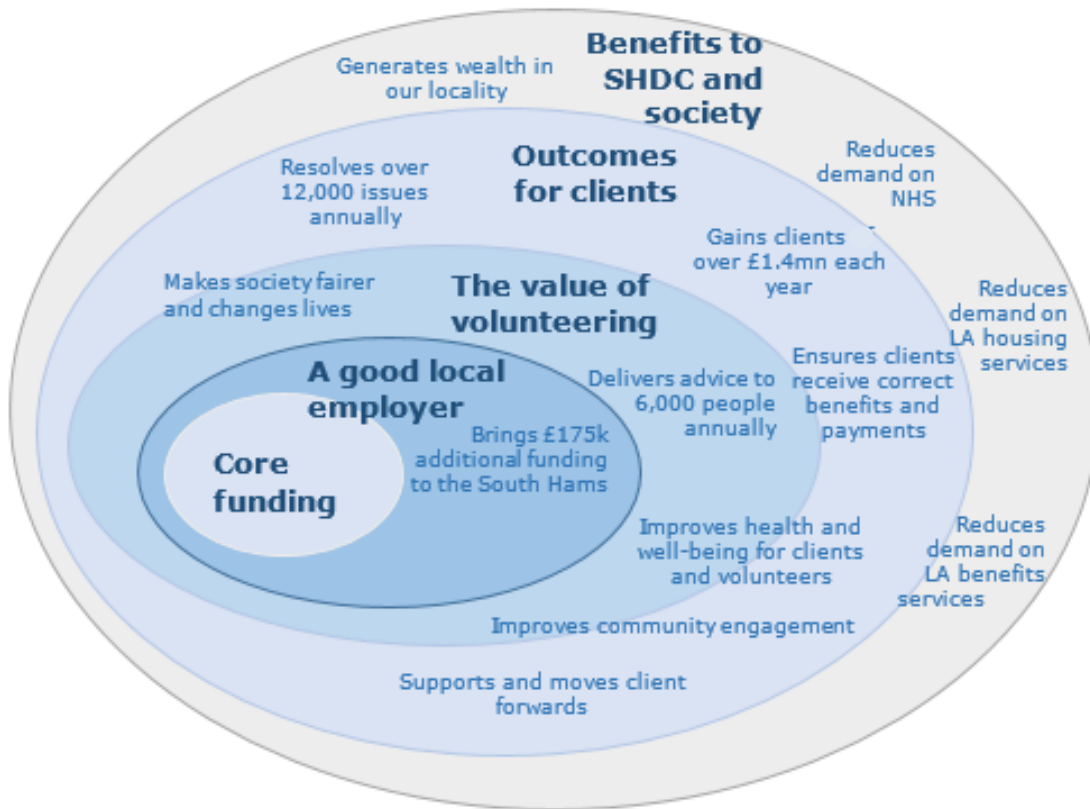 Benefits to
SHDC and
society
Generates wealth in
our locality
Outcomes
for clients
Resolves over
12,000 issues
annually
Reduces
demand on
NHS
Gains clients
over £1.4mn each
year
Makes society fairer
and changes lives
The value of
volunteering
Reduces
demand on
LA housing
services
A good local
employer
Delivers advice to
6,000 people
annually
Ensures clients
receive correct
benefits and
payments
Brings £175k
additional funding
to the South Hams
Core
funding
Improves health and
well-being for clients
and volunteers
Reduces
demand on
LA benefits
services
Improves community engagement
Supports and moves client
forwards